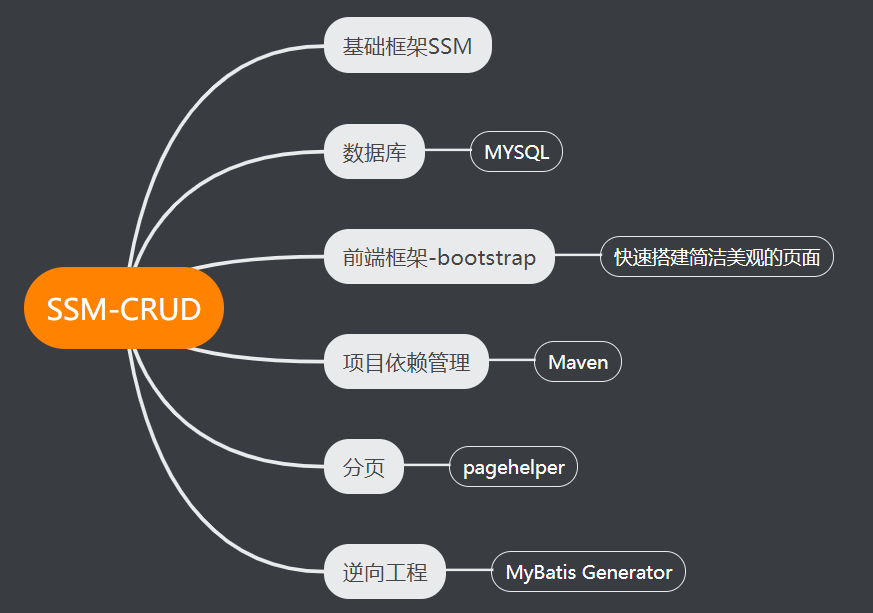 基础框架SSM
数据库
MYSQL
前端框架-bootstrap
快速搭建简洁美观的页面
SSM-CRUD
项目依赖管理
Maven
分页
pagehelper
逆向工程
MyBatis Generator